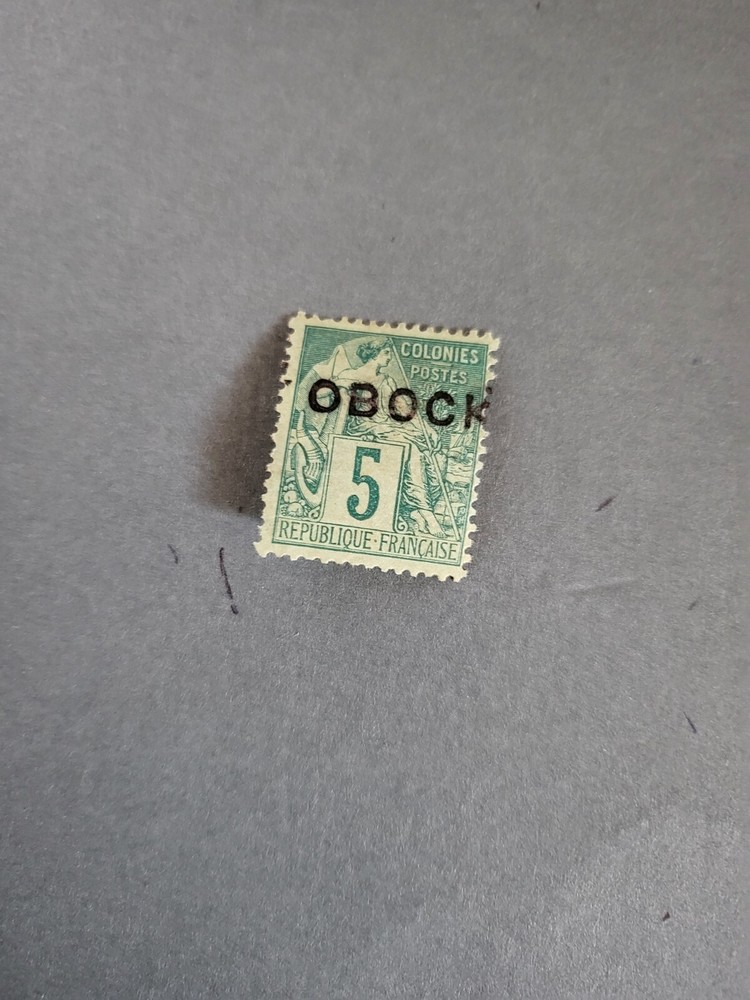 COLONIES
POSTES
OBOCK
5
REPUBLIQUE·FRANÇAISE